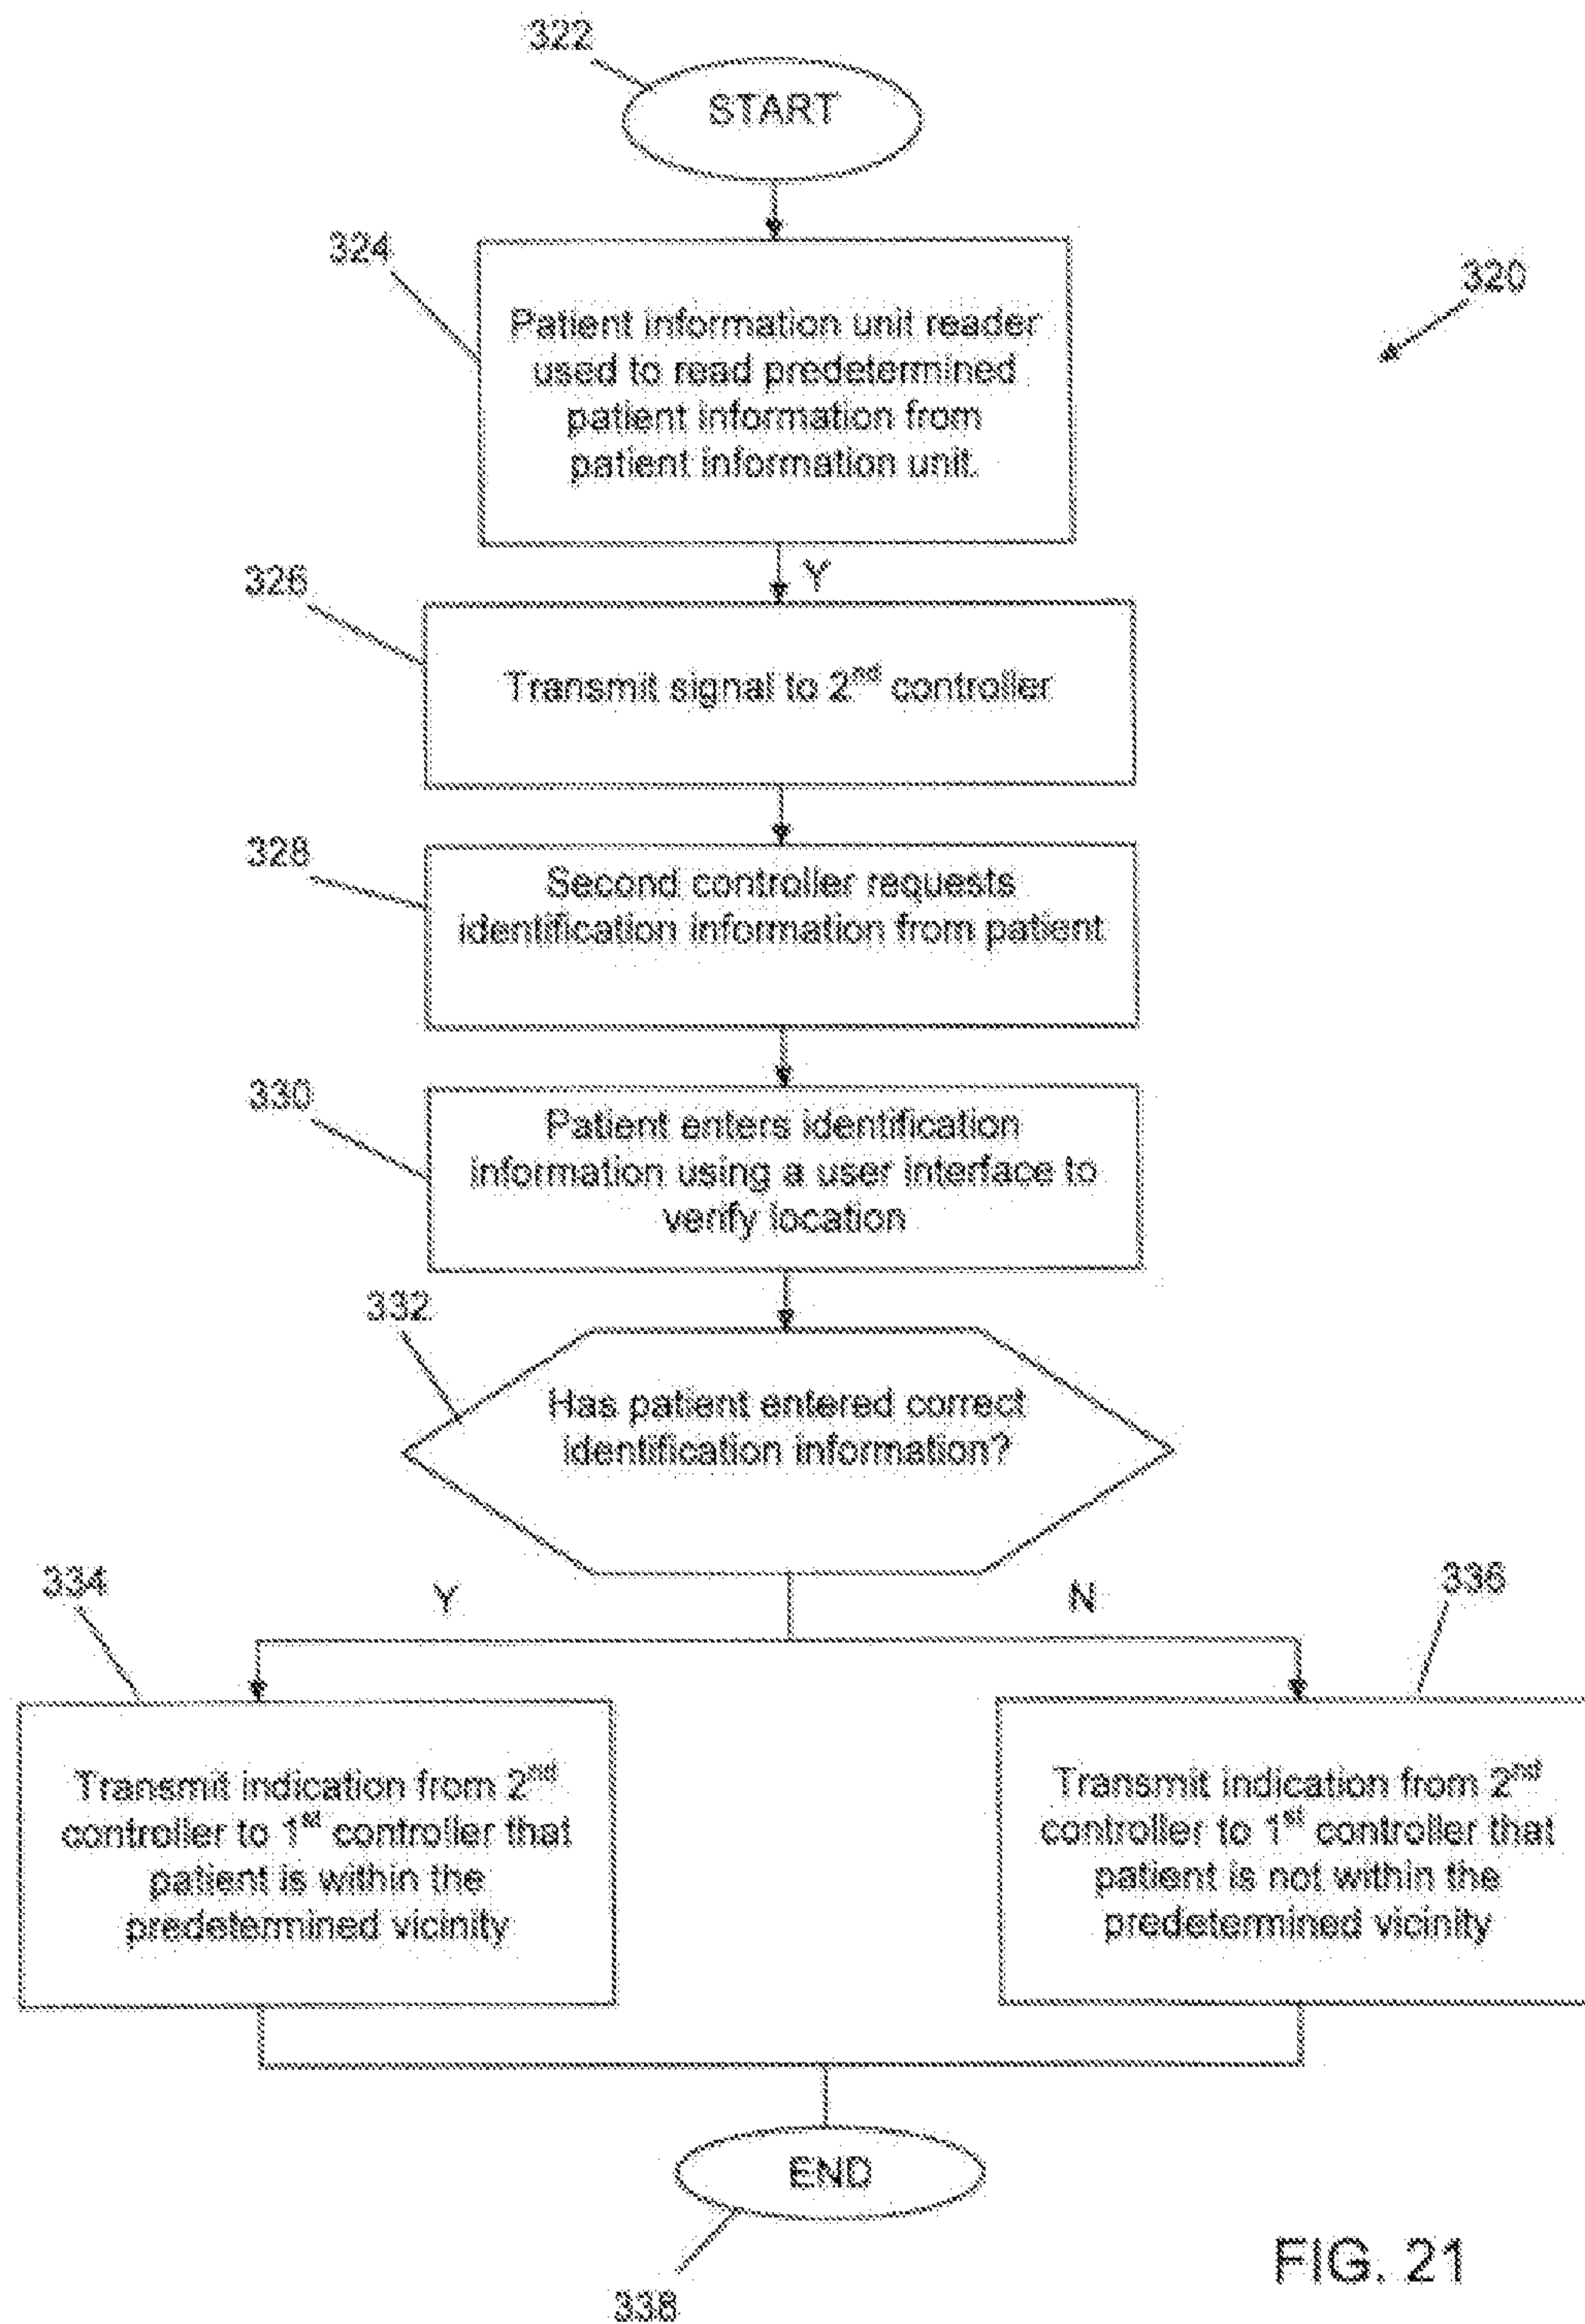 322
START
324
320
Patient information unit reader
used to read predetermined
patient information from
patient information unit.
Y
326
Transmit signal to 2nd controller
328
Second controller requests
identification information from patient
330
Patient enters identification
information using a user interface to
verify location
332
Has patient entered correct
identification information?
334
Y
N
336
Transmit indication from 2nd
controller to 1st controller that
patient is within the
predetermined vicinity
Transmit indication from 2nd
controller to 1st controller that
patient is not within the
predetermined vicinity
END
338
FIG. 21